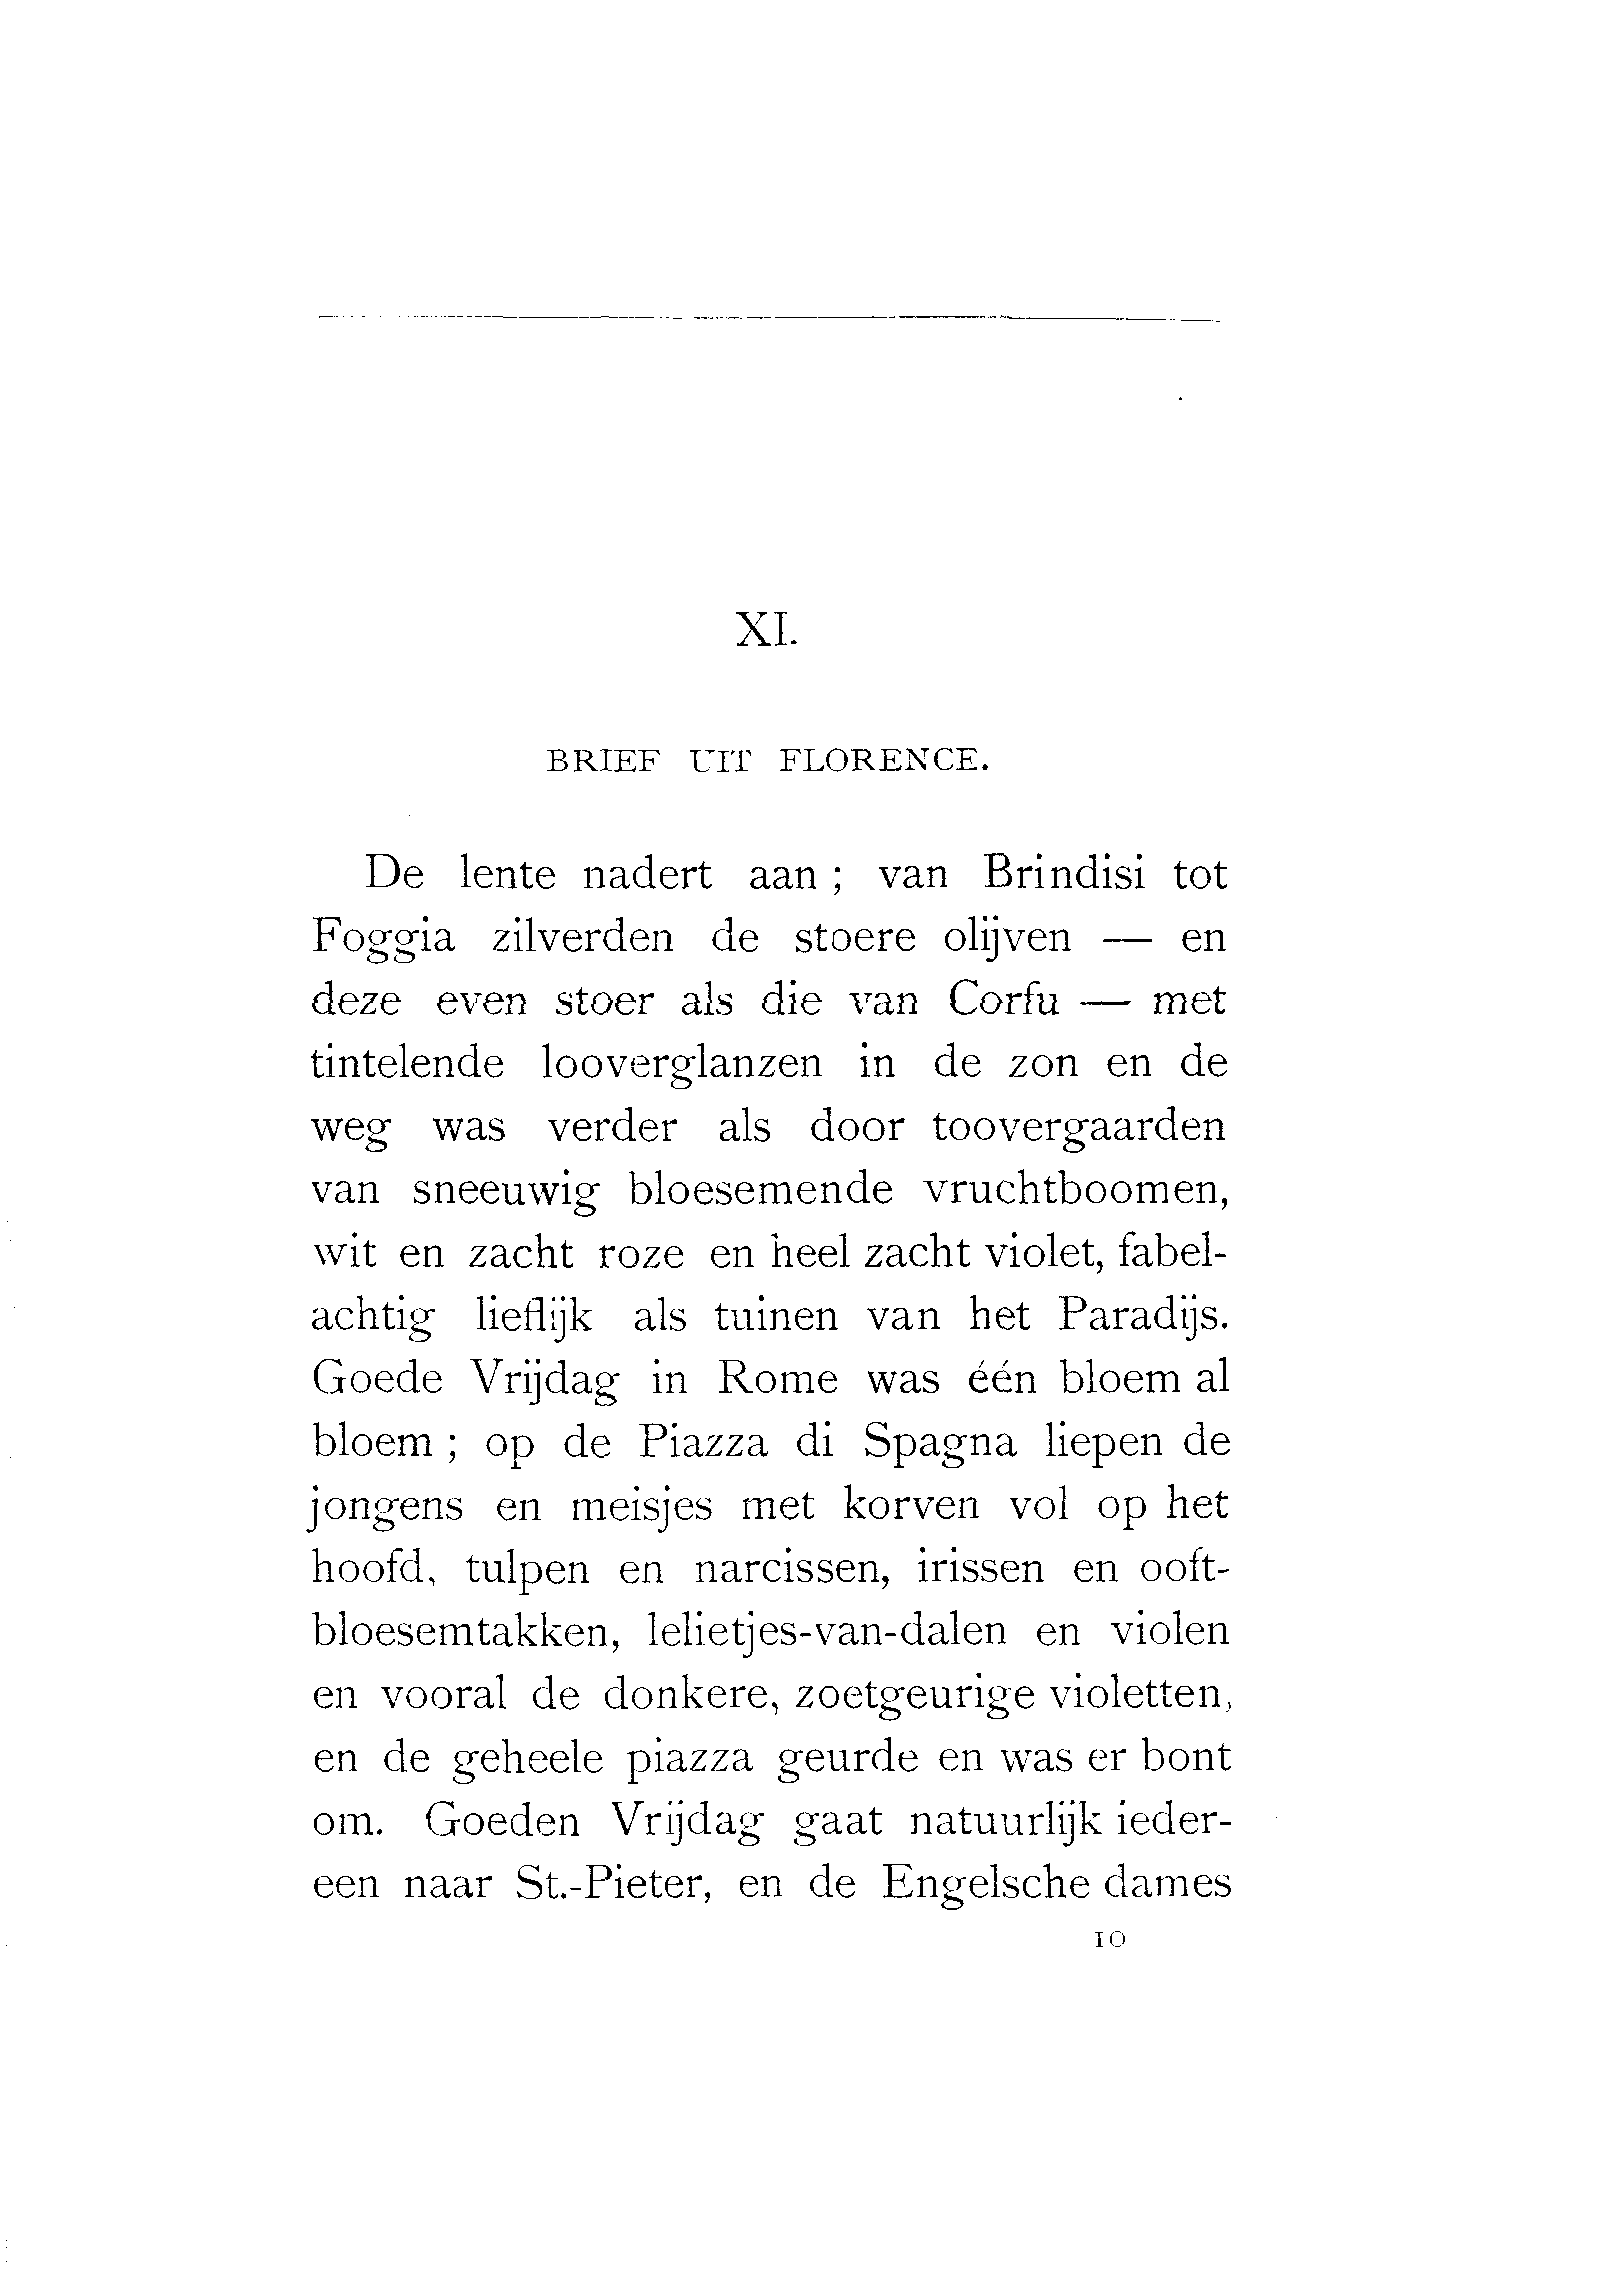 XI.
BRIEF UIT FLORENCE.
De lente nadert aan ; van Brindisi tot
Foggia zilverden de stoere olijven — en
deze even stoer als die van Corfu — met
tintelende looverglanzen in de zon en de
weg was verder als door toovergaarden
van sneeuwig bloesemende vruchtboomen,
wit en zacht roze en heel zacht violet, fabel-
achtig lieflijk als tuinen van het Paradijs.
Goede Vrijdag in Rome was één bloem al
bloem ; op de Piazza di Spagna liepen de
jongens en meisjes met korven vol op het
hoofd, tulpen en narcissen, irissen en ooft-
bloesemtakken, lelietjes-van-dalen en violen
en vooral de donkere, zoetgeurige violetten,
en de geheele piazza geurde en was er bont
om. Goeden Vrijdag gaat natuurlijk ieder-
een naar St.-Pieter, en de Engelsche dames
10